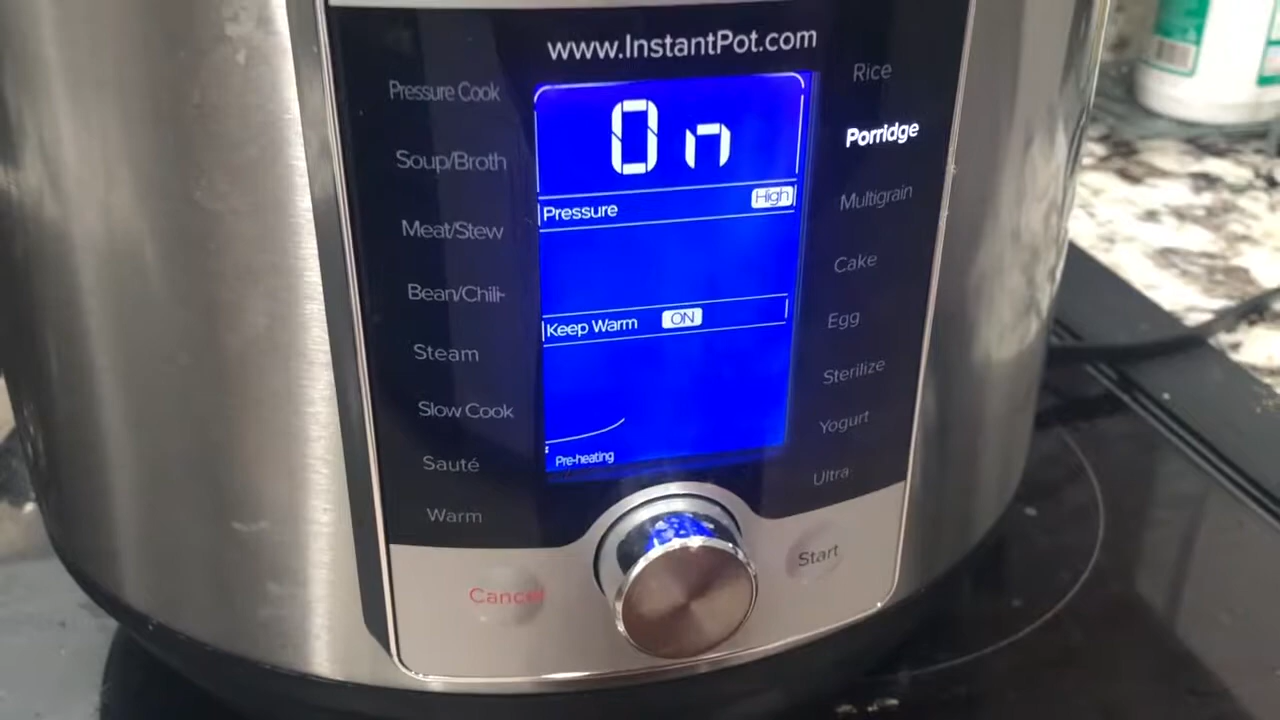 www.InstantPot.com
Pressure Cook
Soup/Broth
Meat/Stew
Bean/Chili
Steam
Slow Cook
Sauté
Warm
On
Pressure High
Keep Warm ON
Pre-heating
Rice
Porridge
Multigrain
Cake
Egg
Sterilize
Yogurt
Ultra
Cancel
Start